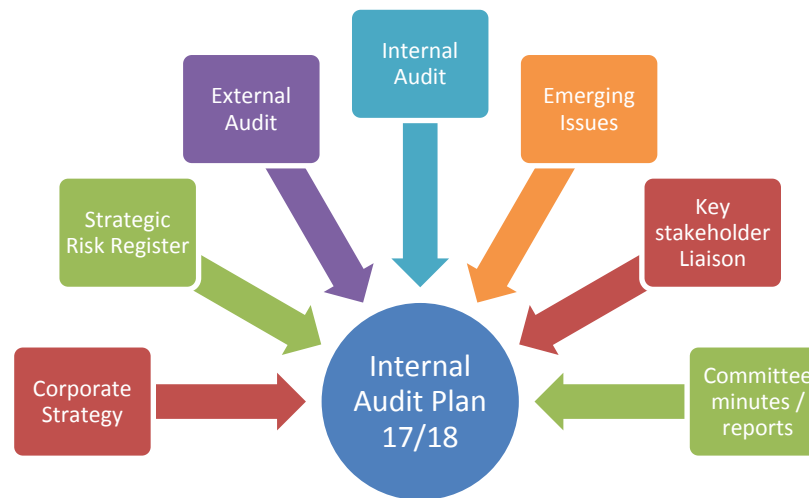 Internal
Audit
External
Audit
Emerging
Issues
Strategic
Risk Register
Key
stakeholder
Liaison
Corporate
Strategy
Internal
Audit Plan
17/18
Committee
minutes /
reports